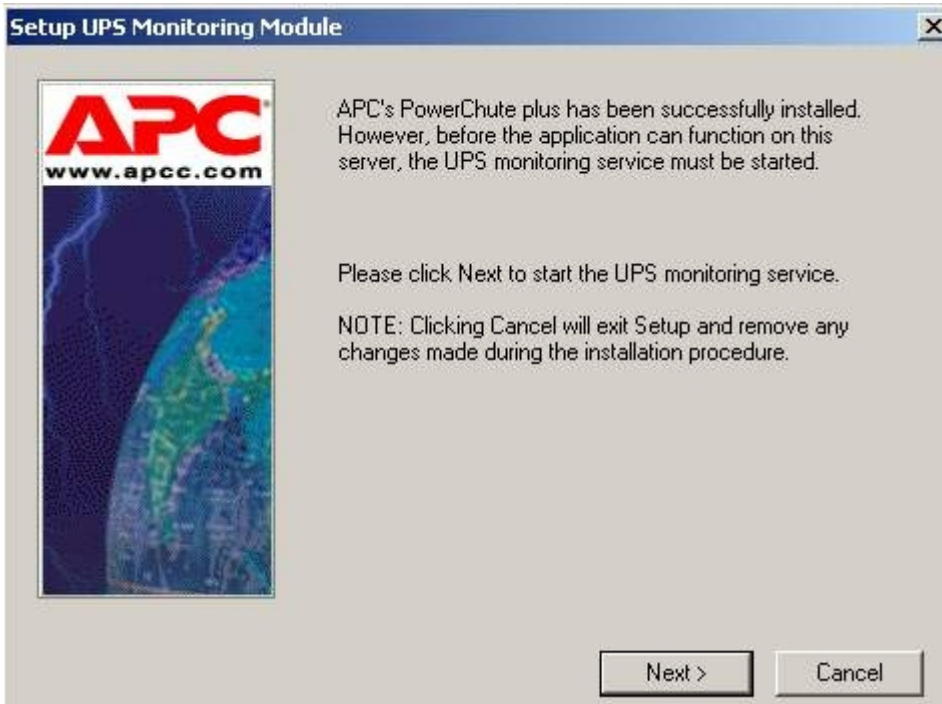 Setup UPS Monitoring Module
APC
www.apcc.com
APC's PowerChute plus has been successfully installed.
However, before the application can function on this
server, the UPS monitoring service must be started.
Please click Next to start the UPS monitoring service.
NOTE: Clicking Cancel will exit Setup and remove any
changes made during the installation procedure.
Next >
Cancel